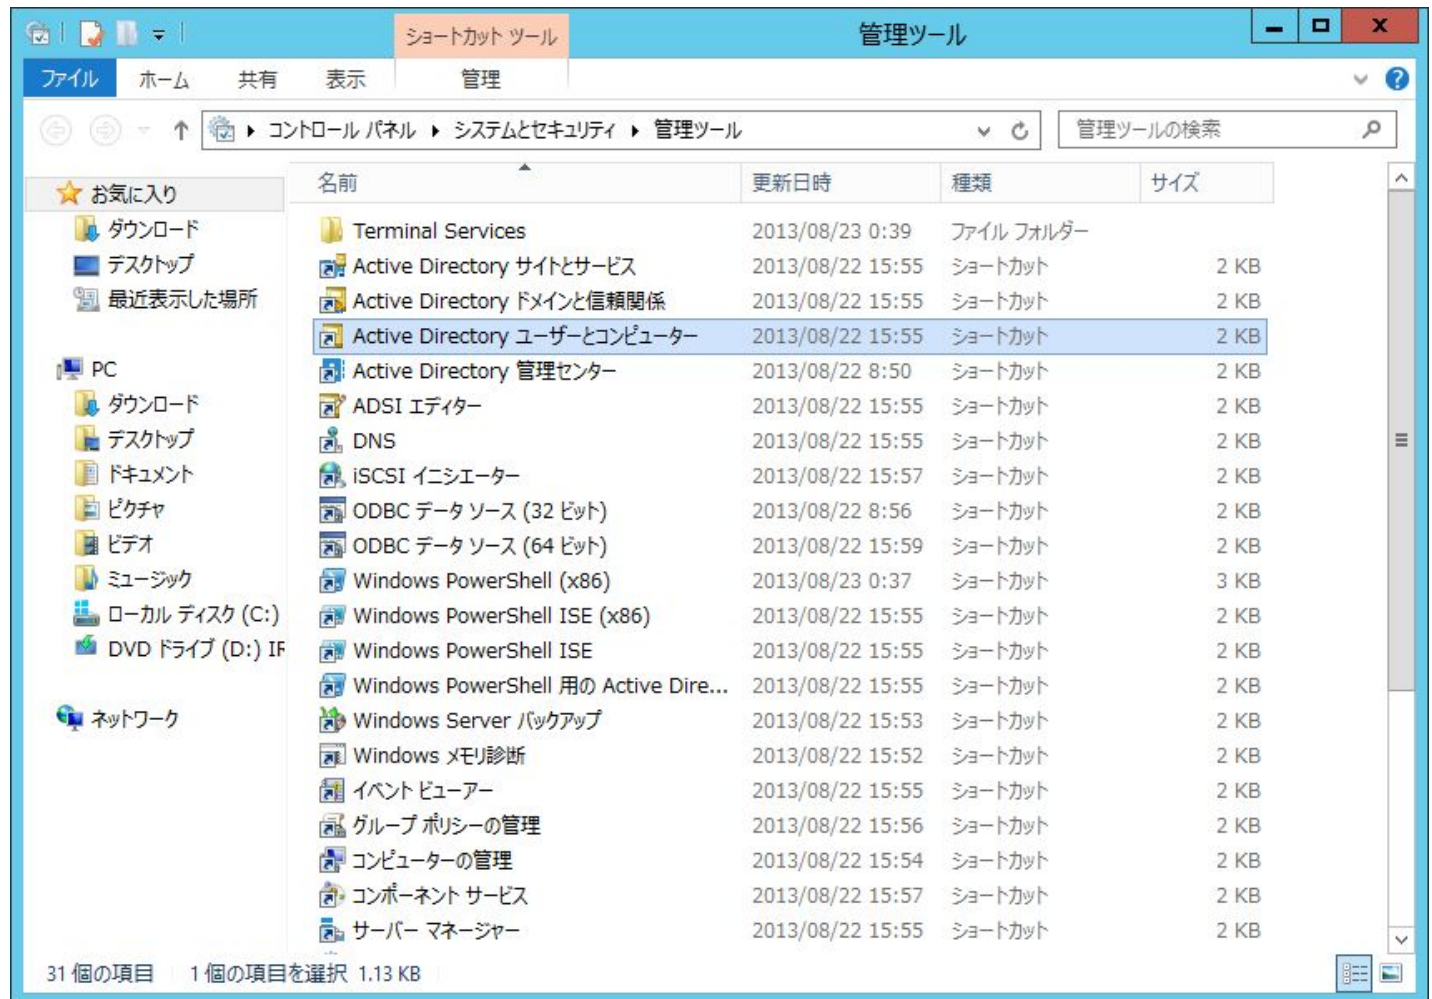 ショートカット ツール
管理ツール
ファイル ホーム 共有 表示 管理
コントロール パネル システムとセキュリティ 管理ツール
管理ツールの検索
お気に入り
ダウンロード
デスクトップ
最近表示した場所
PC
ダウンロード
デスクトップ
ドキュメント
ピクチャ
ビデオ
ミュージック
ローカル ディスク (C:)
DVD ドライブ (D:) IR
ネットワーク
名前 更新日時 種類 サイズ
Terminal Services 2013/08/23 0:39 ファイル フォルダー
Active Directory サイトとサービス 2013/08/22 15:55 ショートカット 2 KB
Active Directory ドメインと信頼関係 2013/08/22 15:55 ショートカット 2 KB
Active Directory ユーザーとコンピューター 2013/08/22 15:55 ショートカット 2 KB
Active Directory 管理センター 2013/08/22 8:50 ショートカット 2 KB
ADSI エディター 2013/08/22 15:55 ショートカット 2 KB
DNS 2013/08/22 15:55 ショートカット 2 KB
iSCSI イニシエーター 2013/08/22 15:57 ショートカット 2 KB
ODBC データ ソース (32 ビット) 2013/08/22 8:56 ショートカット 2 KB
ODBC データ ソース (64 ビット) 2013/08/22 15:59 ショートカット 2 KB
Windows PowerShell (x86) 2013/08/23 0:37 ショートカット 3 KB
Windows PowerShell ISE (x86) 2013/08/22 15:55 ショートカット 2 KB
Windows PowerShell ISE 2013/08/22 15:55 ショートカット 2 KB
Windows PowerShell 用の Active Dire... 2013/08/22 15:55 ショートカット 2 KB
Windows Server バックアップ 2013/08/22 15:53 ショートカット 2 KB
Windows メモリ診断 2013/08/22 15:52 ショートカット 2 KB
イベント ビューアー 2013/08/22 15:55 ショートカット 2 KB
グループ ポリシーの管理 2013/08/22 15:56 ショートカット 2 KB
コンピューターの管理 2013/08/22 15:54 ショートカット 2 KB
コンポーネント サービス 2013/08/22 15:57 ショートカット 2 KB
サーバー マネージャー 2013/08/22 15:55 ショートカット 2 KB
31 個の項目 1 個の項目を選択 1.13 KB